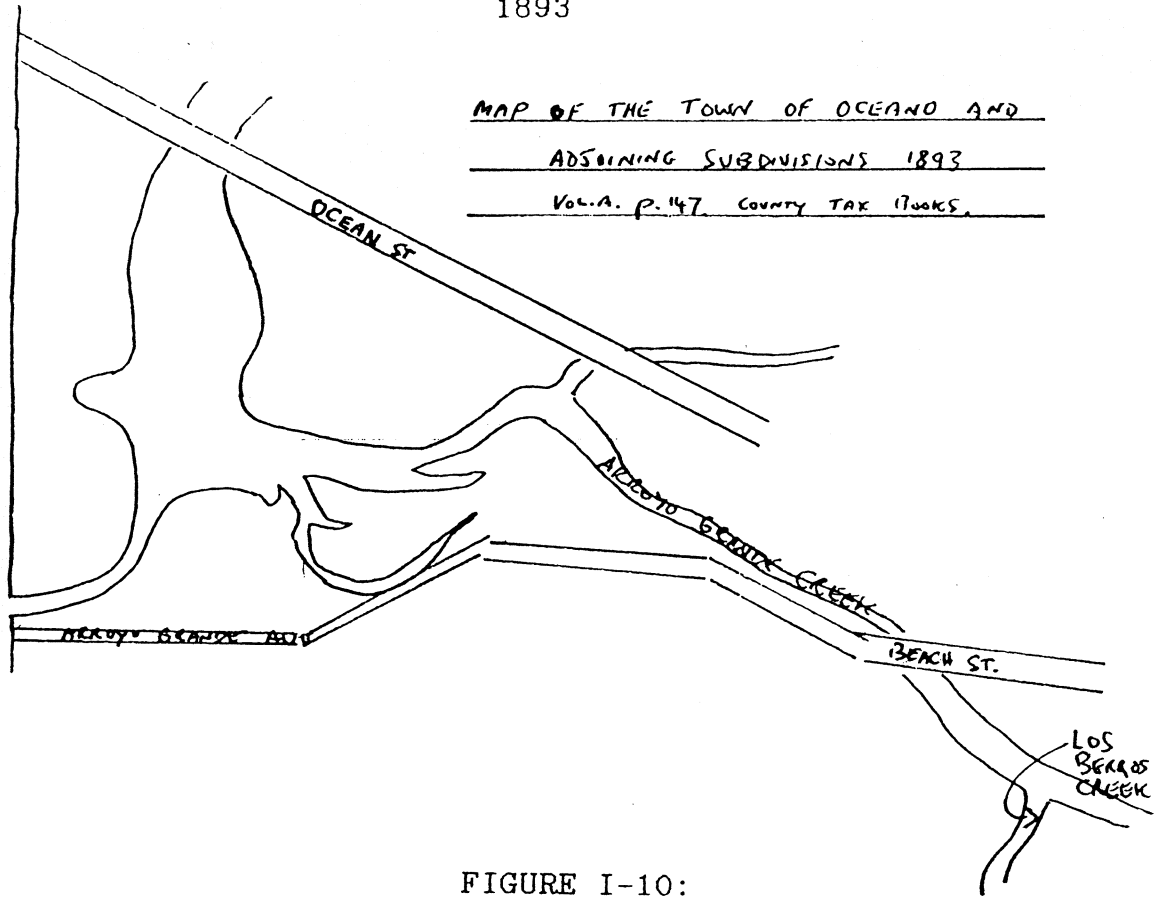 1893
MAP OF THE TOWN OF OCEANO AND
ADJOINING SUBDIVISIONS 1893
VOL.A. P. 147. COUNTY TAX BOOKS.
OCEAN ST
ARROYO GRANDE CREEK
ARROYO GRANDE
BEACH ST.
LOS
BERROS
CREEK
FIGURE I-10: